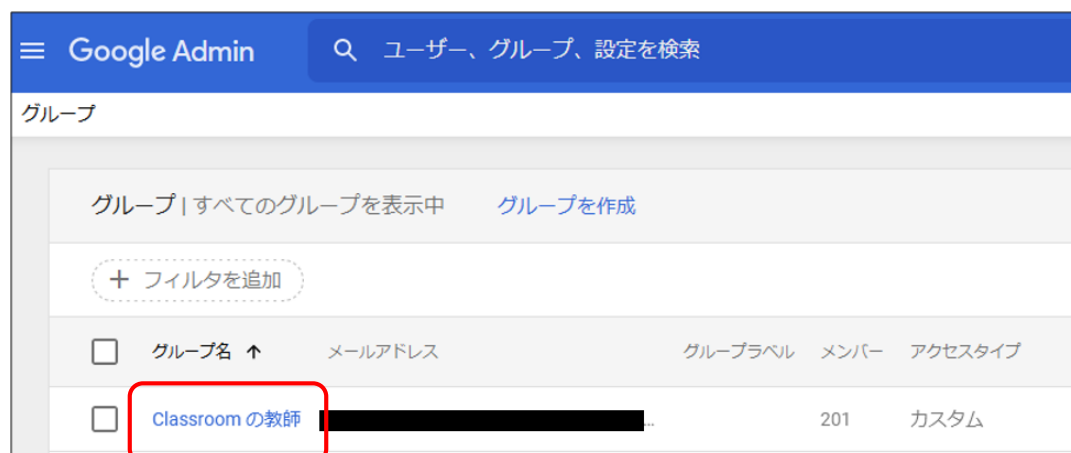 Google Admin ユーザー、グループ、設定を検索
グループ
グループ | すべてのグループを表示中 グループを作成
+ フィルタを追加
グループ名 ↑ メールアドレス グループラベル メンバー アクセスタイプ
Classroom の教師 ... 201 カスタム